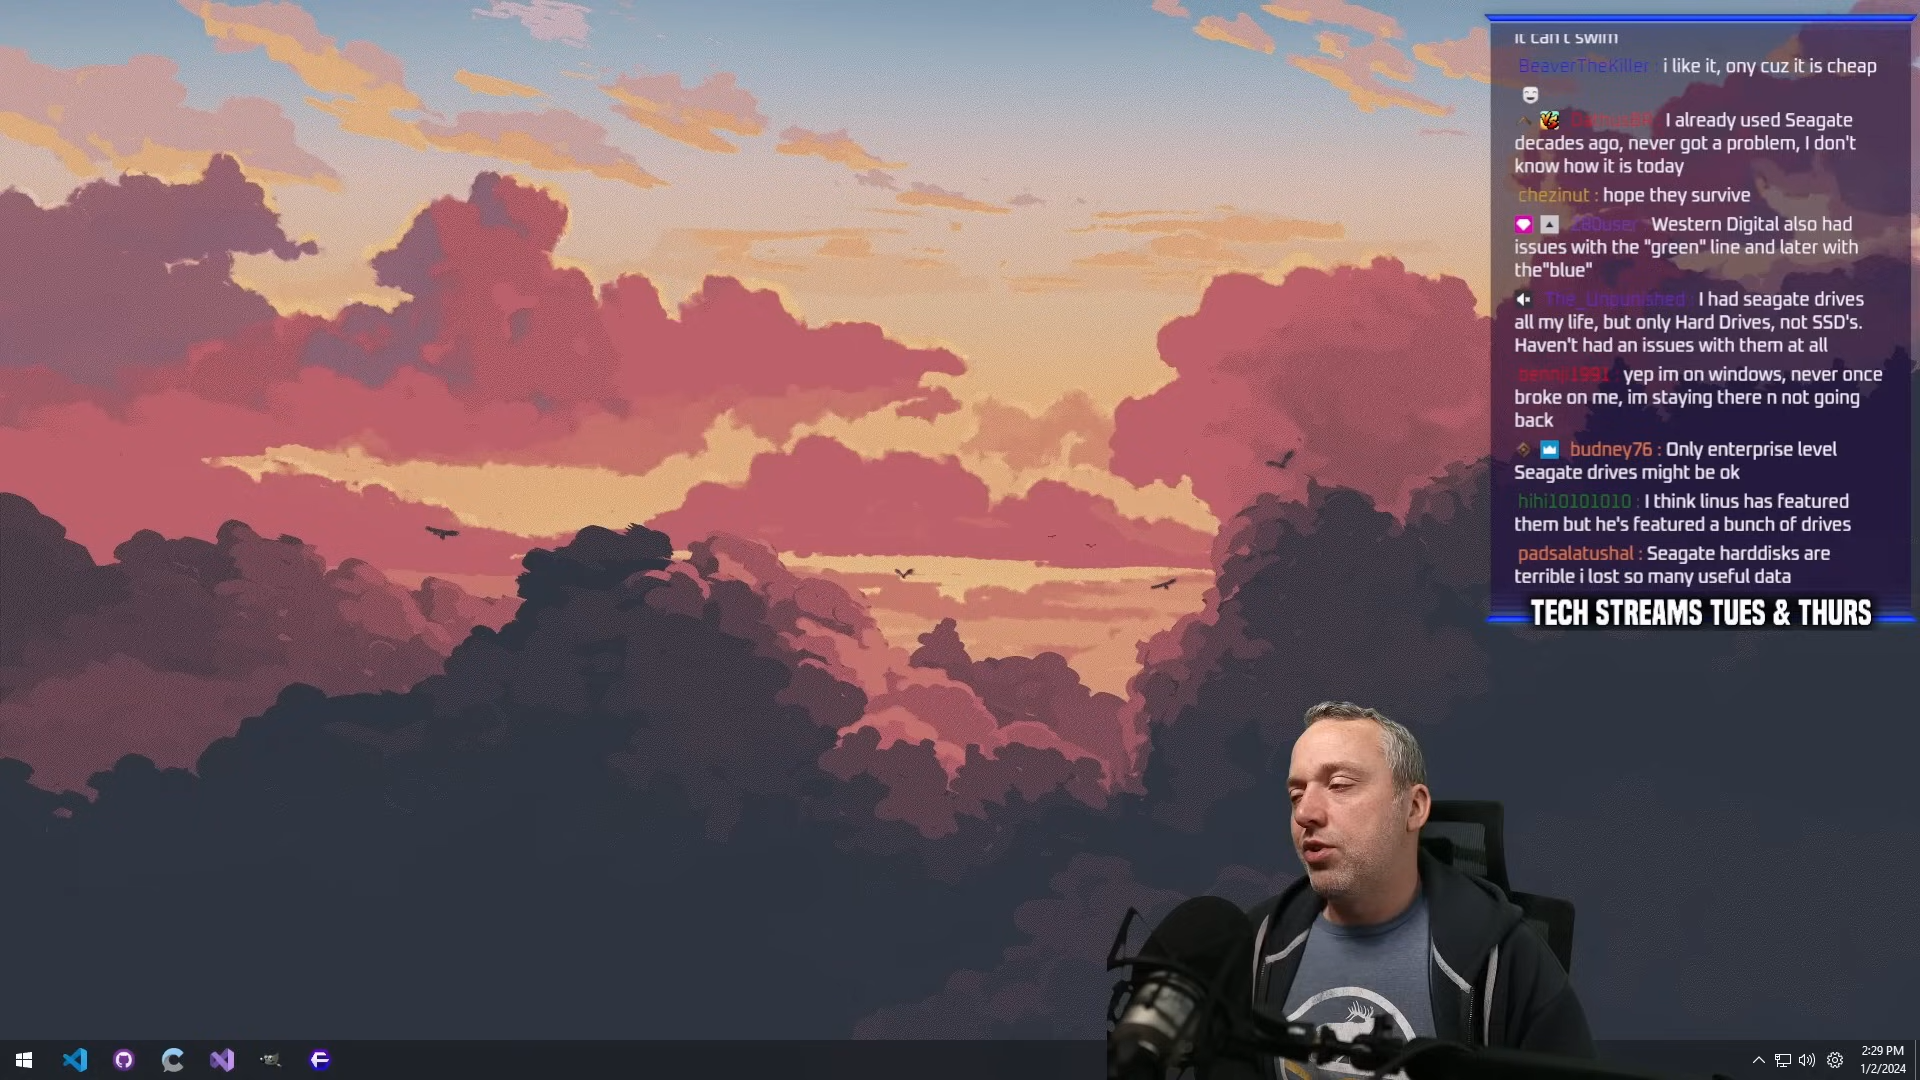 it can't swim
BeaverTheKiller : i like it, ony cuz it is cheap
I already used Seagate
decades ago, never got a problem, I don't
know how it is today
chezinut : hope they survive
Western Digital also had
issues with the "green" line and later with
the"blue"
The_Unpunished : I had seagate drives
all my life, but only Hard Drives, not SSD's.
Haven't had an issues with them at all
yep im on windows, never once
broke on me, im staying there n not going
back
budney76 : Only enterprise level
Seagate drives might be ok
hihi10101010 : I think linus has featured
them but he's featured a bunch of drives
padsalatushal : Seagate harddisks are
terrible i lost so many useful data
TECH STREAMS TUES & THURS
2:29 PM
1/2/2024